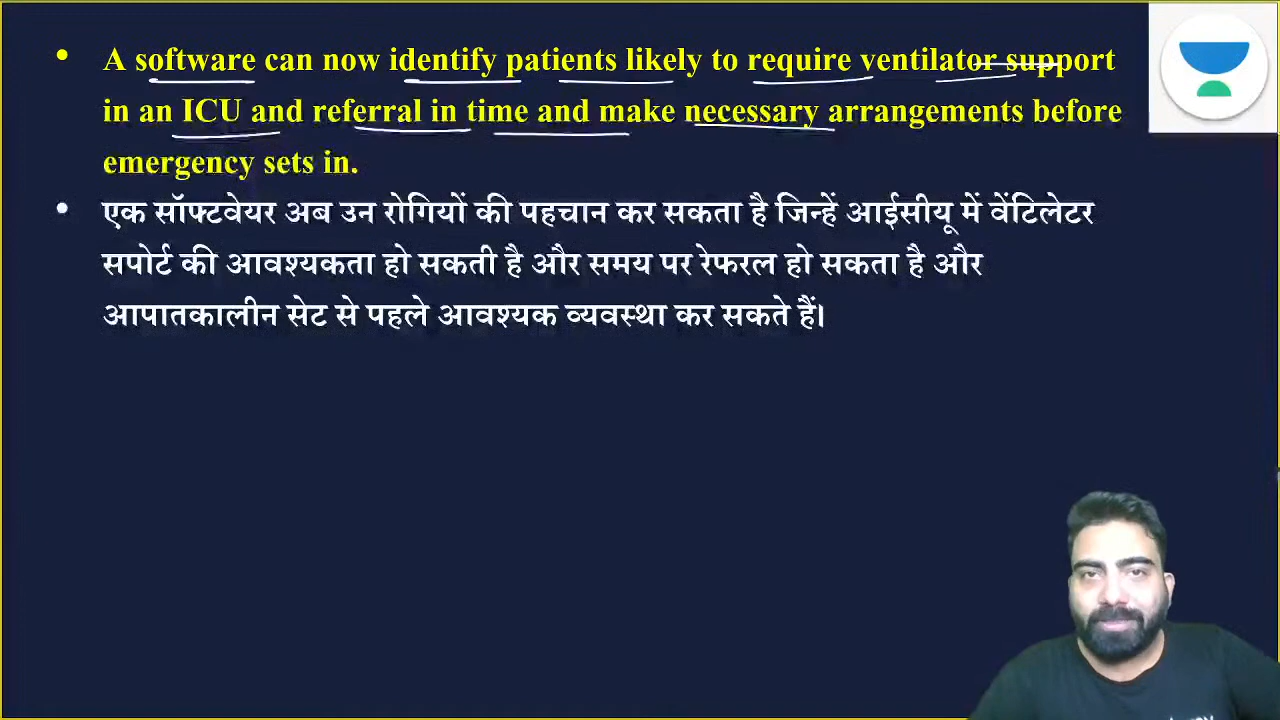 • A software can now identify patients likely to require ventilator support
in an ICU and referral in time and make necessary arrangements before
emergency sets in.
• एक सॉफ्टवेयर अब उन रोगियों की पहचान कर सकता है जिन्हें आईसीयू में वेंटिलेटर
सपोर्ट की आवश्यकता हो सकती है और समय पर रेफरल हो सकता है और
आपातकालीन सेट से पहले आवश्यक व्यवस्था कर सकते हैं।